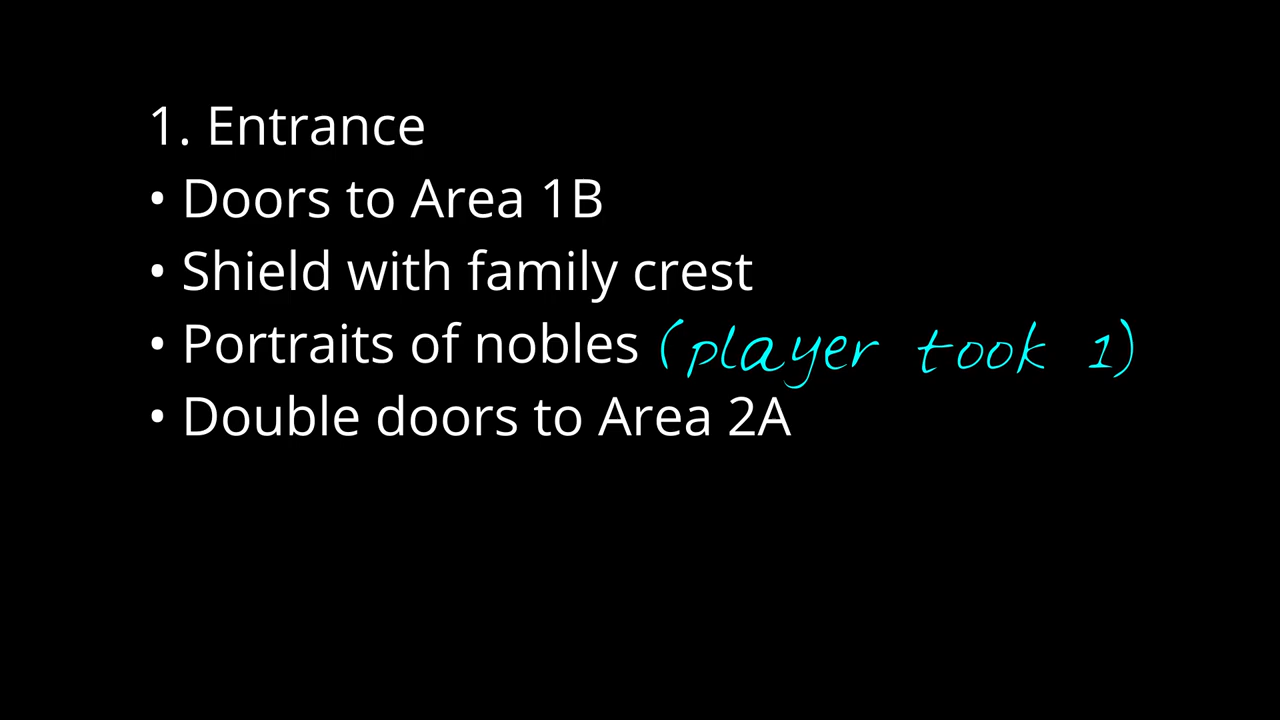 1. Entrance
• Doors to Area 1B
• Shield with family crest
• Portraits of nobles (player took 1)
• Double doors to Area 2A